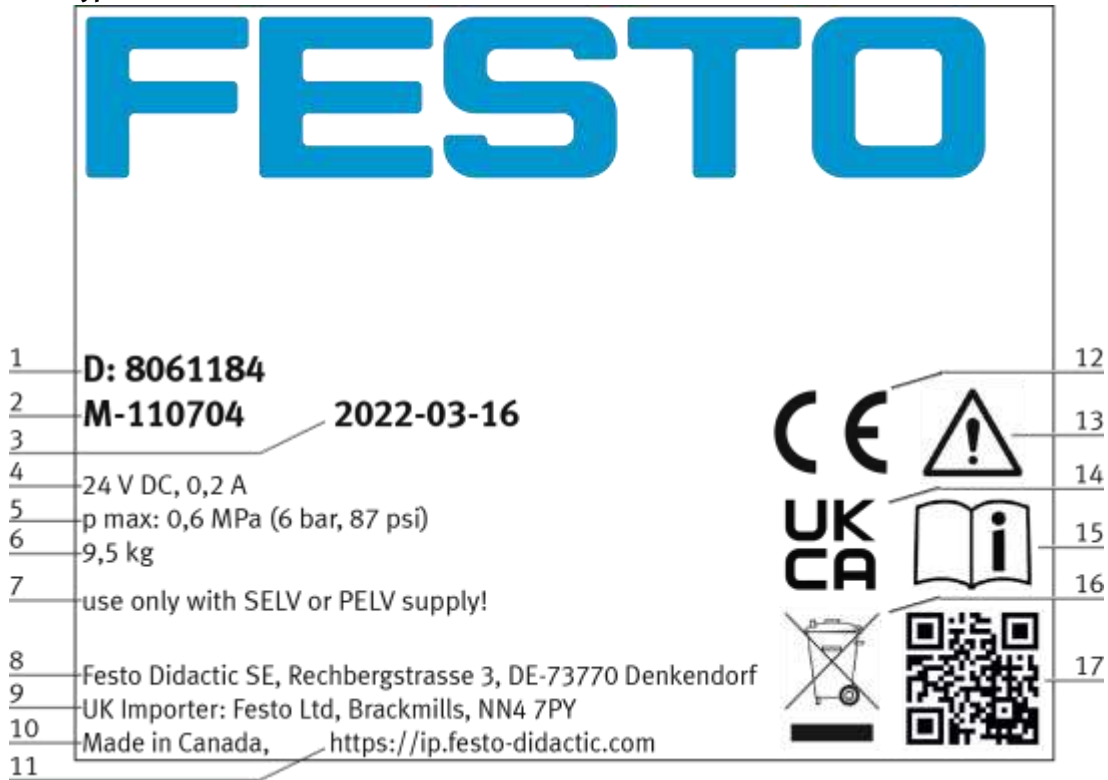 FESTO
1
D: 8061184
12
2
M-110704 2022-03-16
13
3
4
24 V DC, 0,2 A
14
5
p max: 0,6 MPa (6 bar, 87 psi)
UK
CA
15
6
9,5 kg
7
use only with SELV or PELV supply!
16
8
Festo Didactic SE, Rechbergstrasse 3, DE-73770 Denkendorf
17
9
UK Importer: Festo Ltd, Brackmills, NN4 7PY
10
Made in Canada, https://ip.festo-didactic.com
11
CE
i